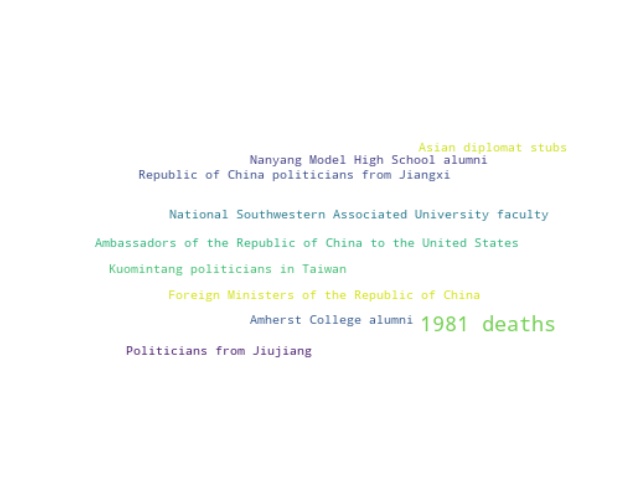 Asian diplomat stubs
Nanyang Model High School alumni
Republic of China politicians from Jiangxi
National Southwestern Associated University faculty
Ambassadors of the Republic of China to the United States
Kuomintang politicians in Taiwan
Foreign Ministers of the Republic of China
Amherst College alumni 1981 deaths
Politicians from Jiujiang